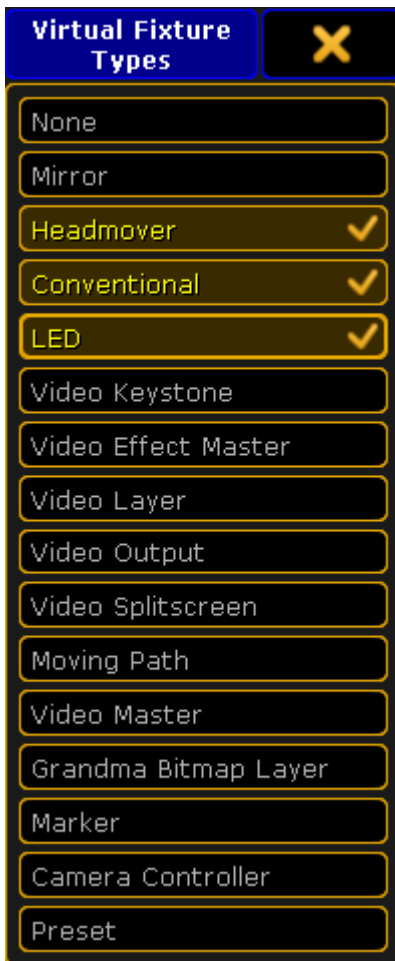 Virtual Fixture
Types
None
Mirror
Headmover
Conventional
LED
Video Keystone
Video Effect Master
Video Layer
Video Output
Video Splitscreen
Moving Path
Video Master
Grandma Bitmap Layer
Marker
Camera Controller
Preset